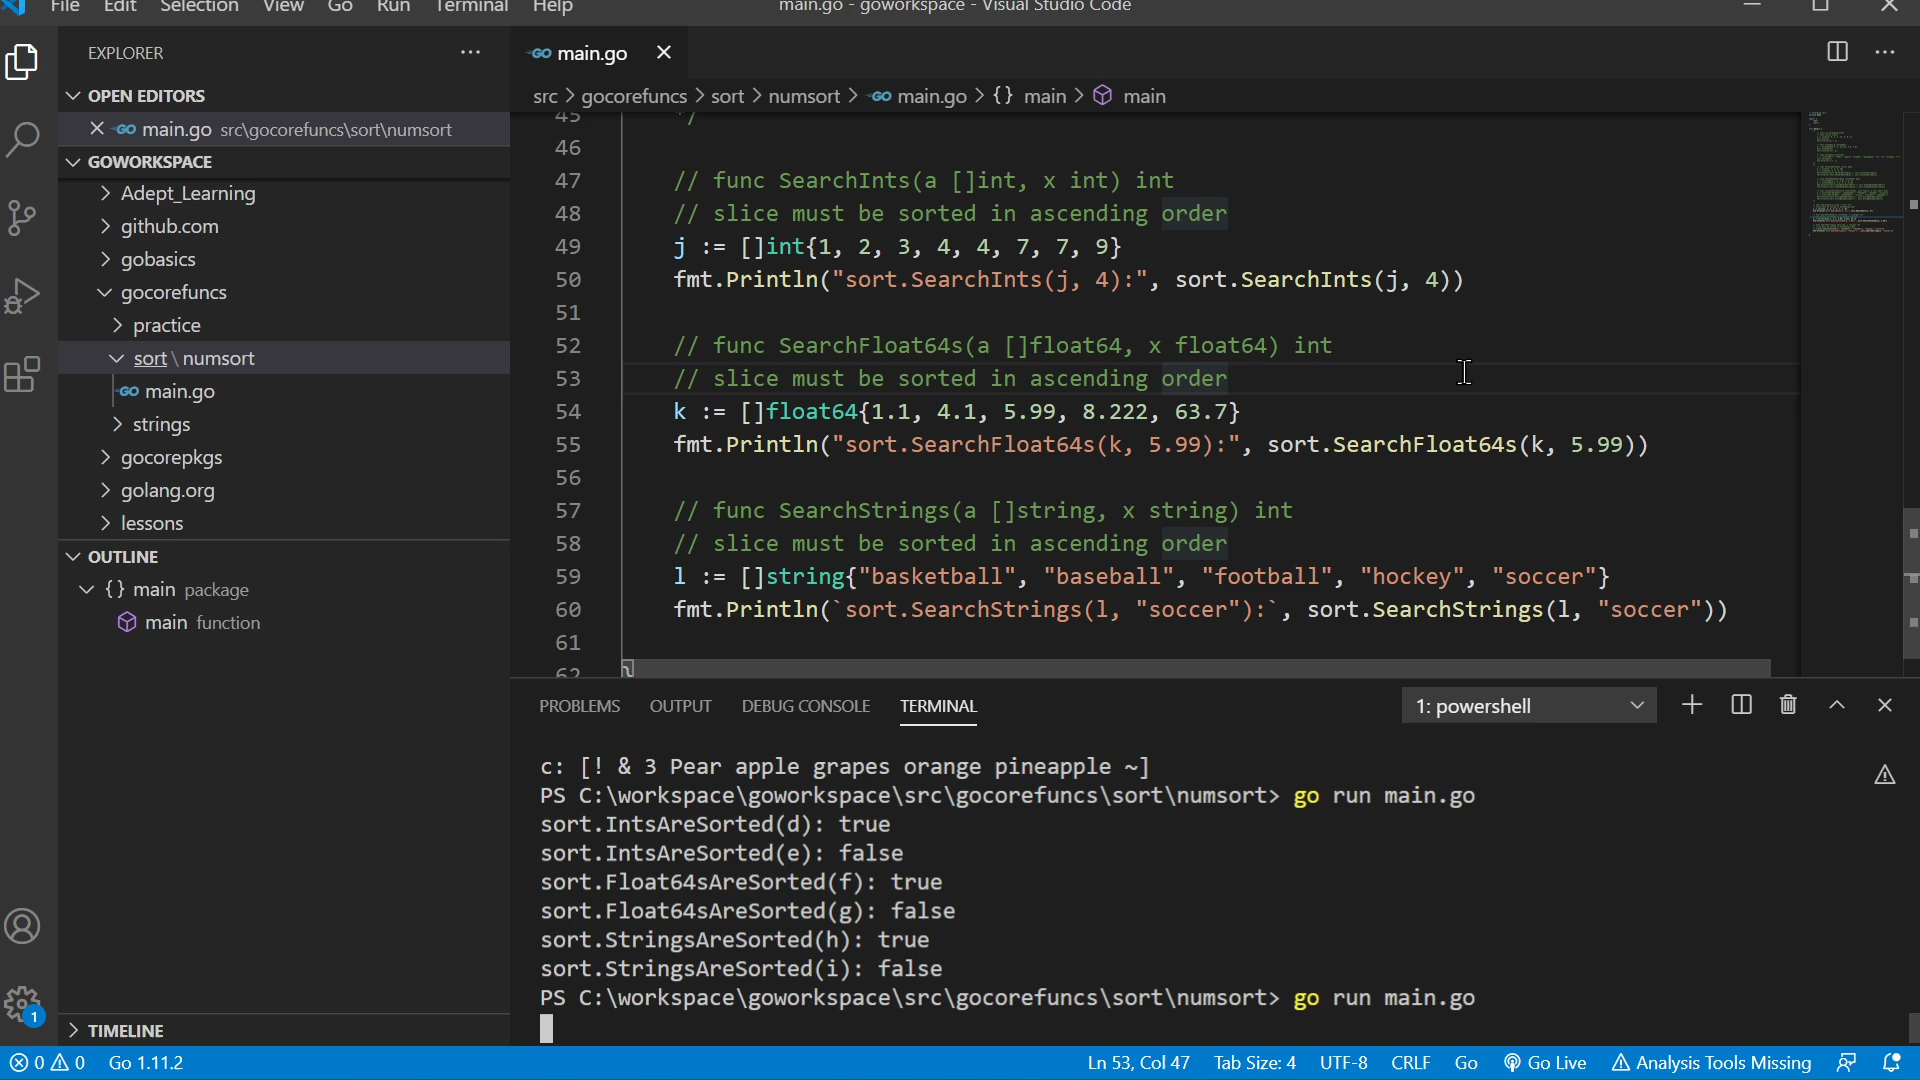 File Edit Selection View Go Run Terminal Help
main.go - goworkspace - Visual Studio Code
EXPLORER
OPEN EDITORS
GO main.go src\gocorefuncs\sort\numsort
GOWORKSPACE
Adept_Learning
github.com
gobasics
gocorefuncs
practice
sort \ numsort
GO main.go
strings
gocorepkgs
golang.org
lessons
OUTLINE
{} main package
main function
TIMELINE
GO main.go
src > gocorefuncs > sort > numsort > GO main.go > {} main > main
45 */
46
47 // func SearchInts(a []int, x int) int
48 // slice must be sorted in ascending order
49 j := []int{1, 2, 3, 4, 4, 7, 7, 9}
50 fmt.Println("sort.SearchInts(j, 4):", sort.SearchInts(j, 4))
51
52 // func SearchFloat64s(a []float64, x float64) int
53 // slice must be sorted in ascending order
54 k := []float64{1.1, 4.1, 5.99, 8.222, 63.7}
55 fmt.Println("sort.SearchFloat64s(k, 5.99):", sort.SearchFloat64s(k, 5.99))
56
57 // func SearchStrings(a []string, x string) int
58 // slice must be sorted in ascending order
59 l := []string{"basketball", "baseball", "football", "hockey", "soccer"}
60 fmt.Println(`sort.SearchStrings(l, "soccer"):`, sort.SearchStrings(l, "soccer"))
61
62 }
PROBLEMS OUTPUT DEBUG CONSOLE TERMINAL 1: powershell
c: [! & 3 Pear apple grapes orange pineapple ~]
PS C:\workspace\goworkspace\src\gocorefuncs\sort\numsort> go run main.go
sort.IntsAreSorted(d): true
sort.IntsAreSorted(e): false
sort.Float64sAreSorted(f): true
sort.Float64sAreSorted(g): false
sort.StringsAreSorted(h): true
sort.StringsAreSorted(i): false
PS C:\workspace\goworkspace\src\gocorefuncs\sort\numsort> go run main.go
1
0 0 Go 1.11.2 Ln 53, Col 47 Tab Size: 4 UTF-8 CRLF Go Go Live Analysis Tools Missing